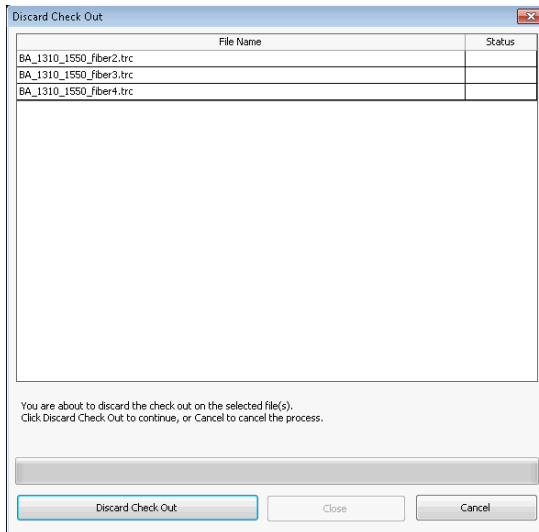 Discard Check Out
File Name Status
BA_1310_1550_fiber2.trc
BA_1310_1550_fiber3.trc
BA_1310_1550_fiber4.trc
You are about to discard the check out on the selected file(s).
Click Discard Check Out to continue, or Cancel to cancel the process.
Discard Check Out Close Cancel